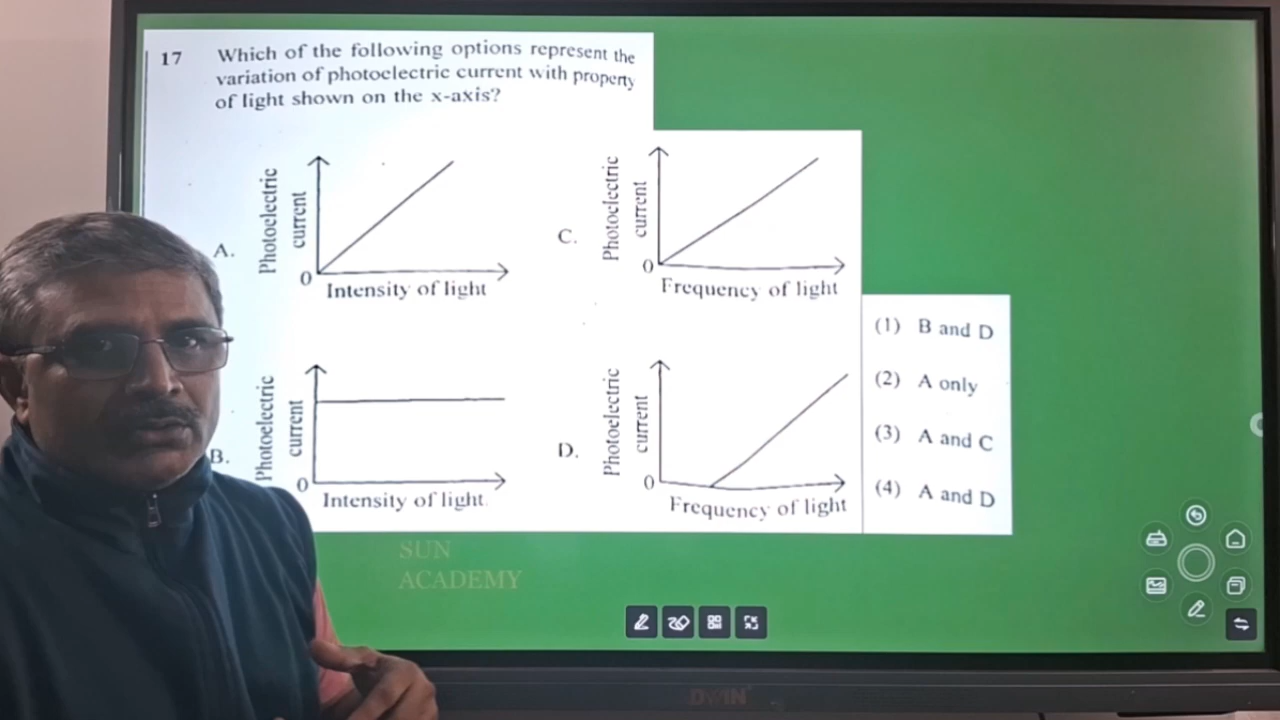 17 Which of the following options represent the
variation of photoelectric current with property
of light shown on the x-axis?
A.
Photoelectric
current
0
Intensity of light
C.
Photoelectric
current
0
Frequency of light
B.
Photoelectric
current
0
Intensity of light
D.
Photoelectric
current
0
Frequency of light
(1) B and D
(2) A only
(3) A and C
(4) A and D
SUN
ACADEMY